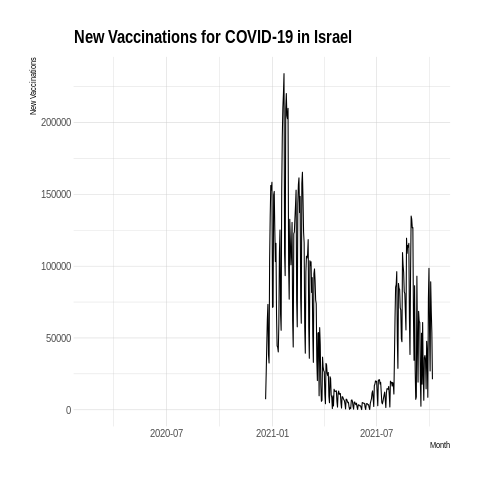 New Vaccinations for COVID-19 in Israel
New Vaccinations
200000
150000
100000
50000
0
2020-07
2021-01
2021-07
Month